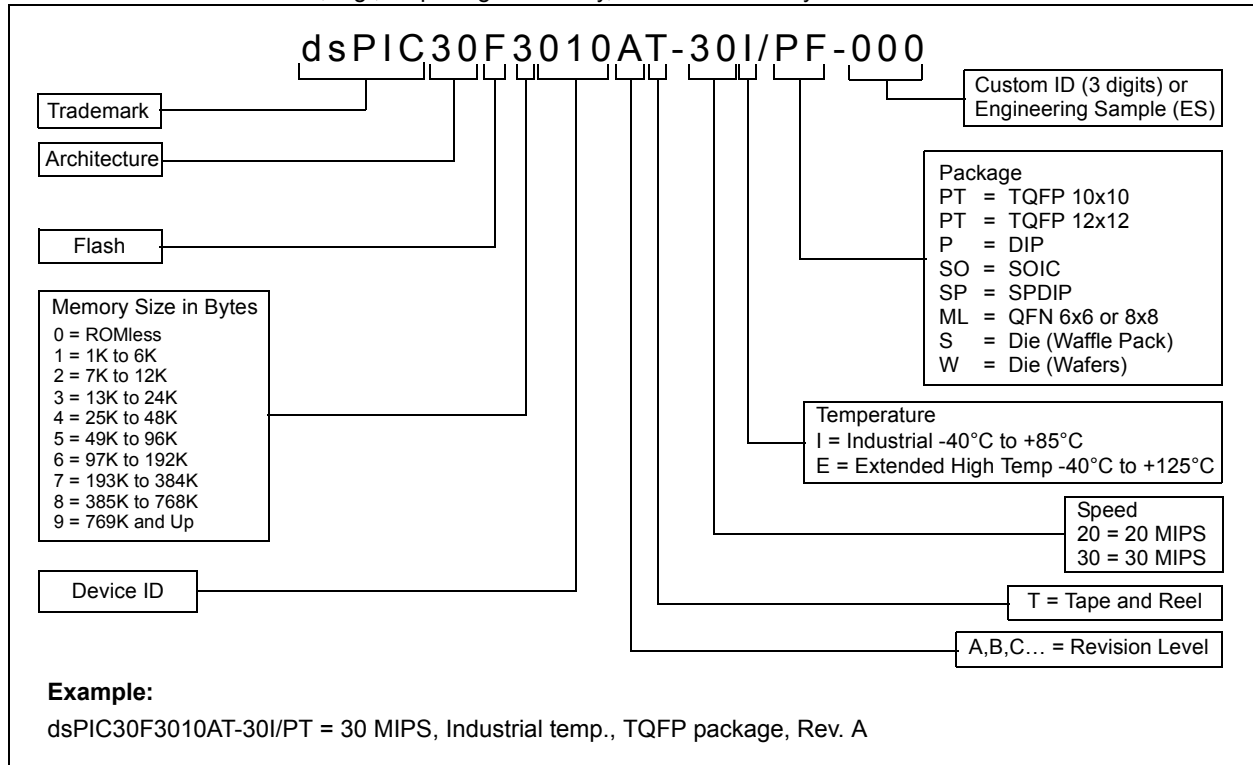 dsPIC30F3010AT-30I/PF-000
Trademark
Architecture
Flash
Memory Size in Bytes
0 = ROMless
1 = 1K to 6K
2 = 7K to 12K
3 = 13K to 24K
4 = 25K to 48K
5 = 49K to 96K
6 = 97K to 192K
7 = 193K to 384K
8 = 385K to 768K
9 = 769K and Up
Device ID
Custom ID (3 digits) or
Engineering Sample (ES)
Package
PT = TQFP 10x10
PT = TQFP 12x12
P = DIP
SO = SOIC
SP = SPDIP
ML = QFN 6x6 or 8x8
S = Die (Waffle Pack)
W = Die (Wafers)
Temperature
I = Industrial -40°C to +85°C
E = Extended High Temp -40°C to +125°C
Speed
20 = 20 MIPS
30 = 30 MIPS
T = Tape and Reel
A,B,C… = Revision Level
Example:
dsPIC30F3010AT-30I/PT = 30 MIPS, Industrial temp., TQFP package, Rev. A